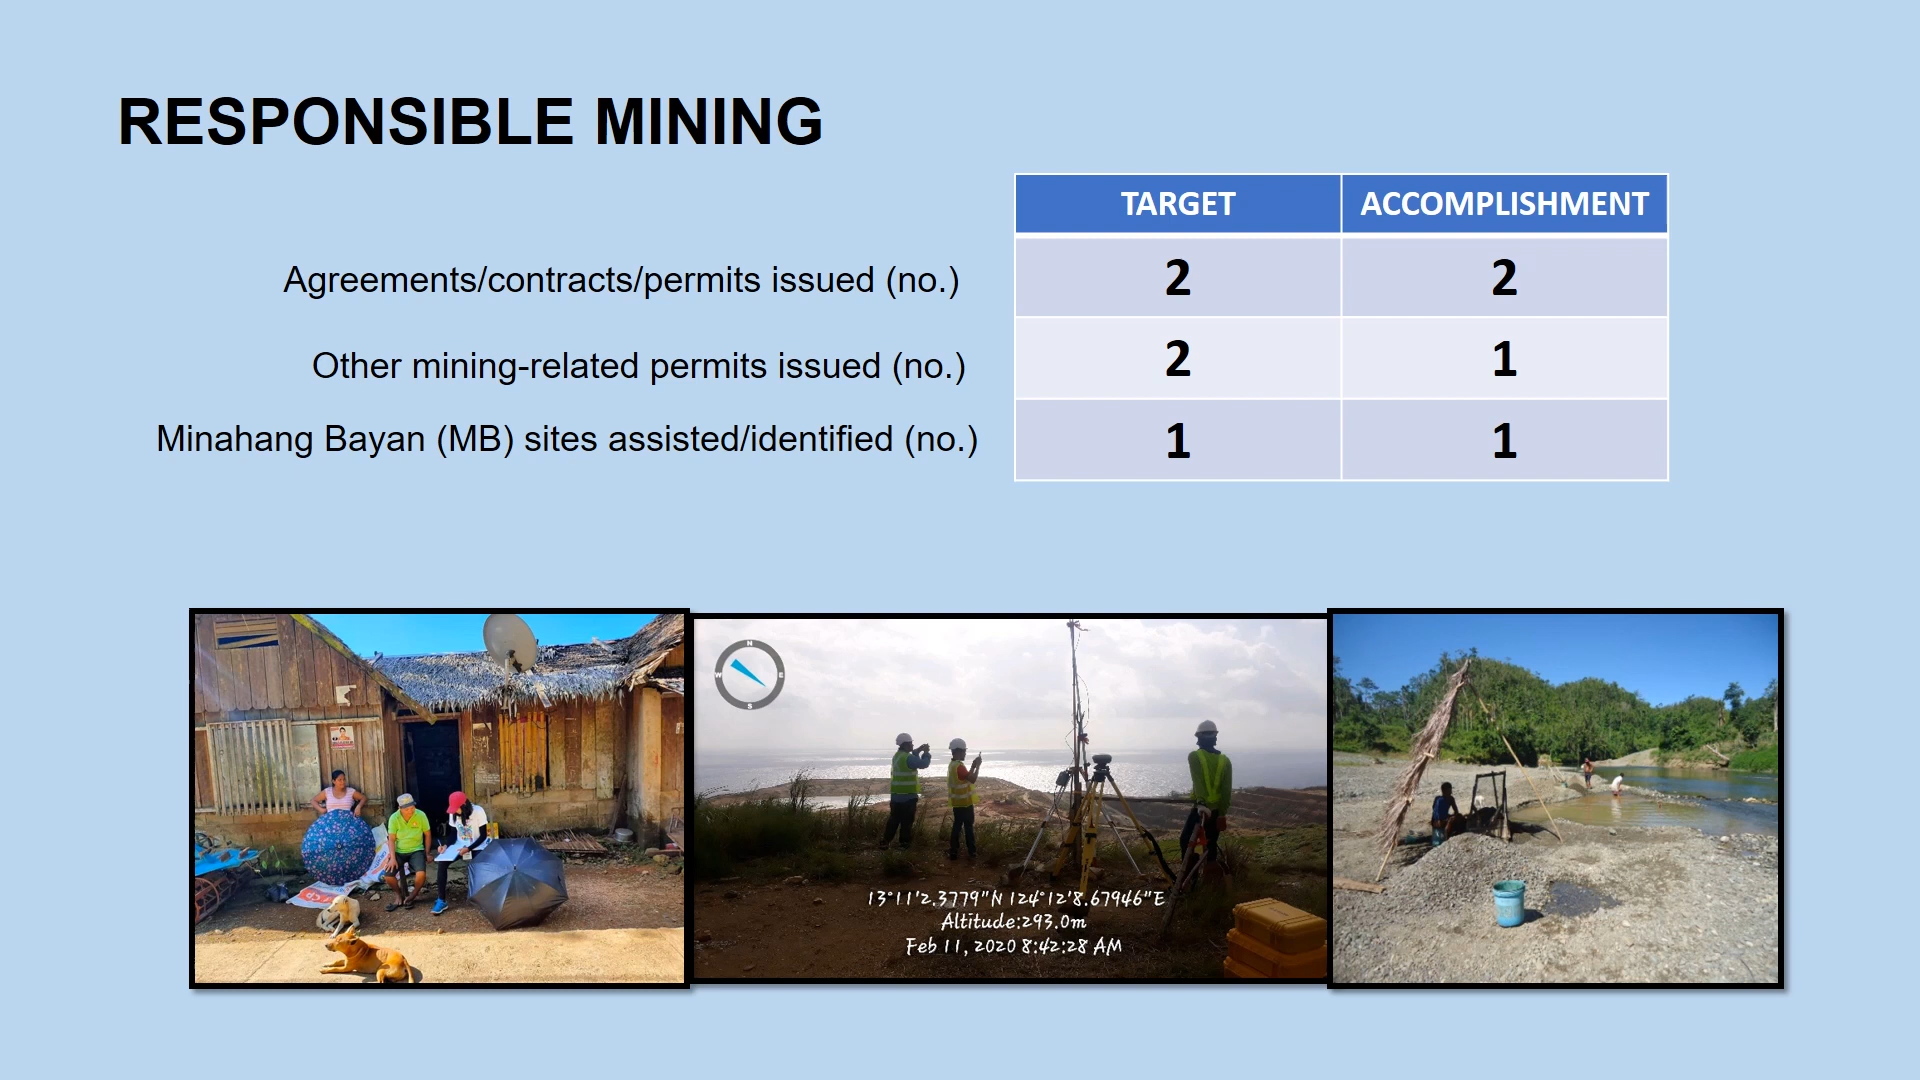 RESPONSIBLE MINING
TARGET ACCOMPLISHMENT
Agreements/contracts/permits issued (no.) 2 2
Other mining-related permits issued (no.) 2 1
Minahang Bayan (MB) sites assisted/identified (no.) 1 1
N
W E
S
13°11'2.3779"N 124°12'8.67946"E
Altitude:293.0m
Feb 11, 2020 8:42:28 AM